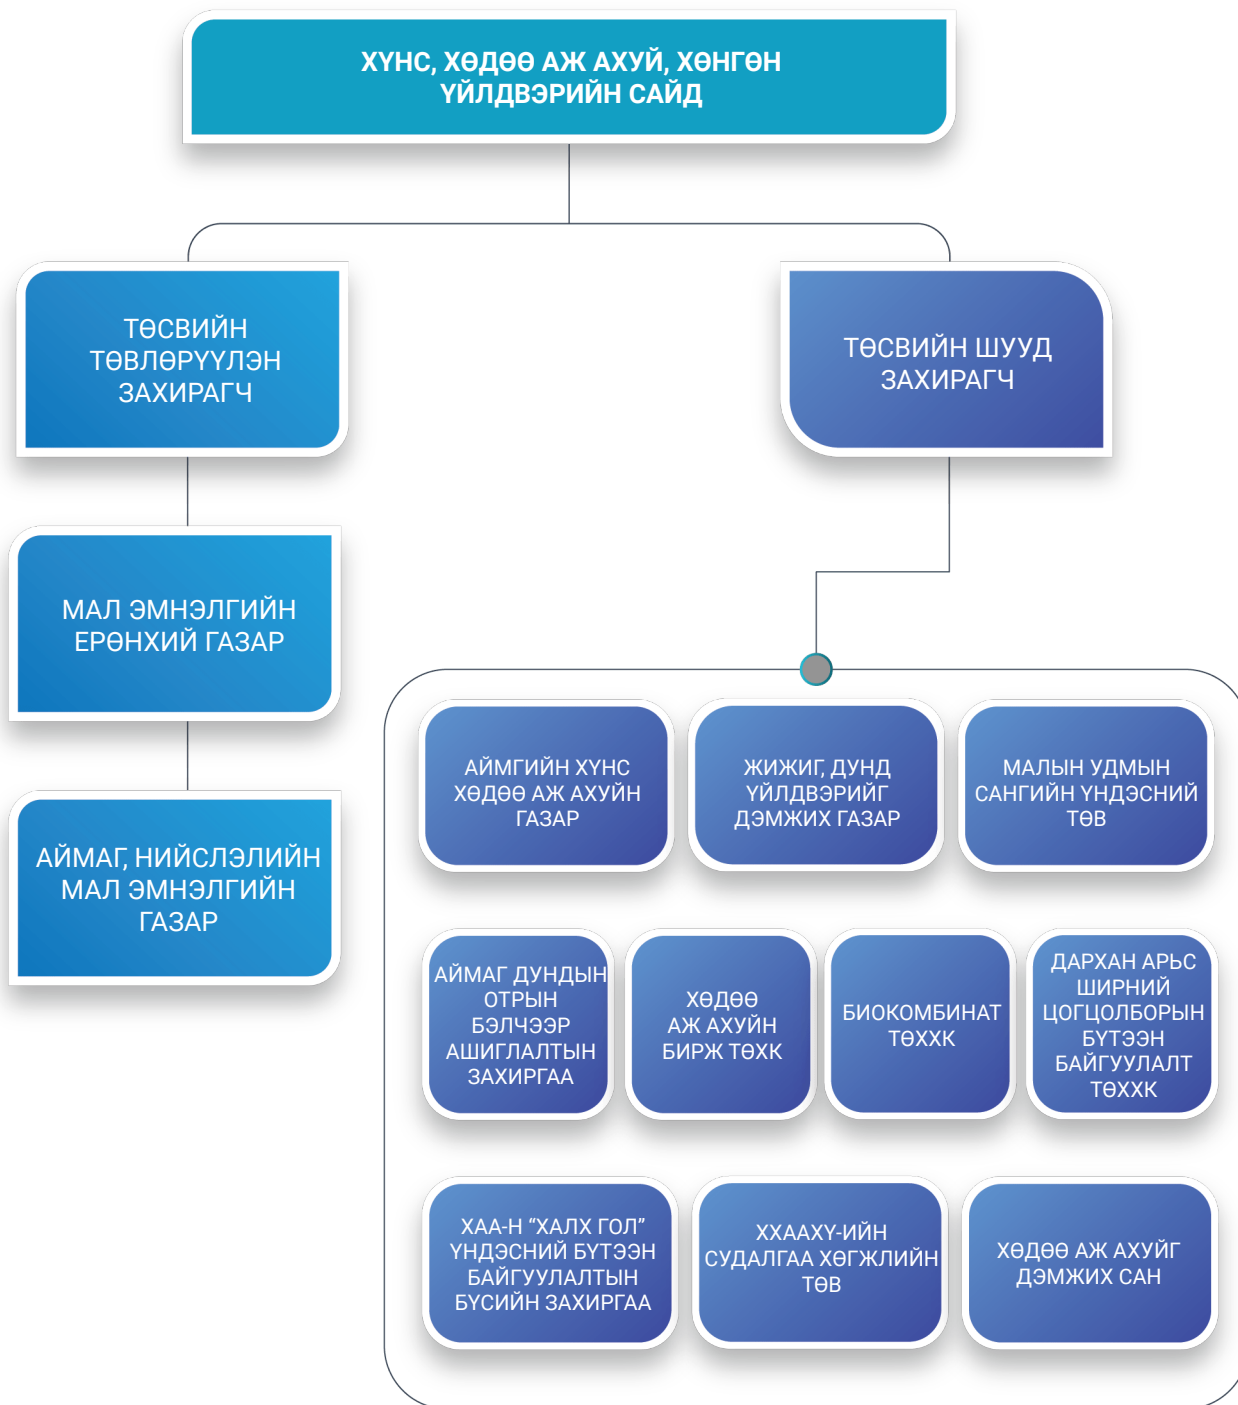 ХҮНС, ХӨДӨӨ АЖ АХУЙ, ХӨНГӨН
ҮЙЛДВЭРИЙН САЙД
ТӨСВИЙН
ТӨВЛӨРҮҮЛЭН
ЗАХИРАГЧ
ТӨСВИЙН ШУУД
ЗАХИРАГЧ
МАЛ ЭМНЭЛГИЙН
ЕРӨНХИЙ ГАЗАР
АЙМАГ, НИЙСЛЭЛИЙН
МАЛ ЭМНЭЛГИЙН
ГАЗАР
АЙМГИЙН ХҮНС
ХӨДӨӨ АЖ АХУЙН
ГАЗАР
ЖИЖИГ, ДУНД
ҮЙЛДВЭРИЙГ
ДЭМЖИХ ГАЗАР
МАЛЫН УДМЫН
САНГИЙН ҮНДЭСНИЙ
ТӨВ
АЙМАГ ДУНДЫН
ОТРЫН
БЭЛЧЭЭР
АШИГЛАЛТЫН
ЗАХИРГАА
ХӨДӨӨ
АЖ АХУЙН
БИРЖ ТӨХК
БИОКОМБИНАТ
ТӨХХК
ДАРХАН АРЬС
ШИРНИЙ
ЦОГЦОЛБОРЫН
БҮТЭЭН
БАЙГУУЛАЛТ
ТӨХХК
ХАА-Н “ХАЛХ ГОЛ”
ҮНДЭСНИЙ БҮТЭЭН
БАЙГУУЛАЛТЫН
БҮСИЙН ЗАХИРГАА
ХХААХҮ-ИЙН
СУДАЛГАА ХӨГЖЛИЙН
ТӨВ
ХӨДӨӨ АЖ АХУЙГ
ДЭМЖИХ САН